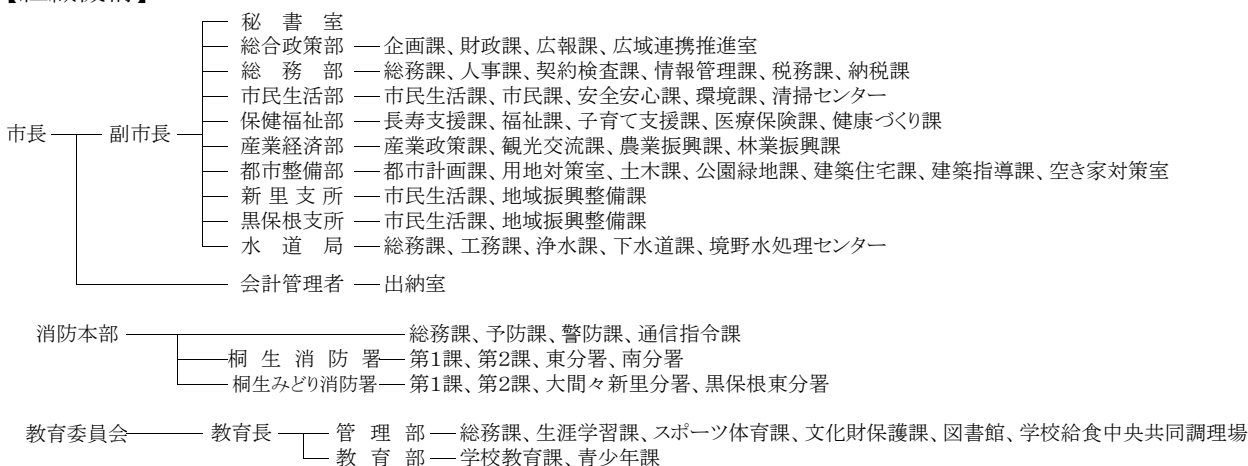 秘書室
総合政策部 企画課、財政課、広報課、広域連携推進室
総務部 総務課、人事課、契約検査課、情報管理課、税務課、納税課
市民生活部 市民生活課、市民課、安全安心課、環境課、清掃センター
市長 副市長 保健福祉部 長寿支援課、福祉課、子育て支援課、医療保険課、健康づくり課
産業経済部 産業政策課、観光交流課、農業振興課、林業振興課
都市整備部 都市計画課、用地対策室、土木課、公園緑地課、建築住宅課、建築指導課、空き家対策室
新里支所 市民生活課、地域振興整備課
黒保根支所 市民生活課、地域振興整備課
水道局 総務課、工務課、浄水課、下水道課、境野水処理センター
会計管理者 出納室
消防本部 総務課、予防課、警防課、通信指令課
桐生消防署 第1課、第2課、東分署、南分署
桐生みどり消防署 第1課、第2課、大間々新里分署、黒保根東分署
教育委員会 教育長 管理部 総務課、生涯学習課、スポーツ体育課、文化財保護課、図書館、学校給食中央共同調理場
教育部 学校教育課、青少年課